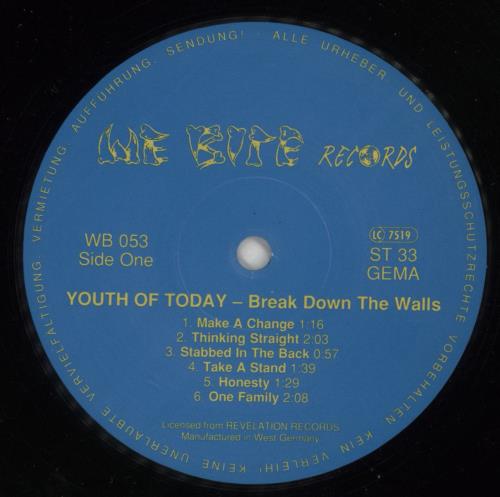 ALLE URHEBER- UND LEISTUNGSSCHUTZRECHTE VORBEHALTEN. KEIN VERLEIH! KEINE UNERLAUBTE VERVIELFÄLTIGUNG, VERMIETUNG, AUFFÜHRUNG, SENDUNG!
WE BITE RECORDS
WB 053
Side One
LC 7519
ST 33
GEMA
YOUTH OF TODAY – Break Down The Walls
1. Make A Change 1:16
2. Thinking Straight 2:03
3. Stabbed In The Back 0:57
4. Take A Stand 1:39
5. Honesty 1:29
6. One Family 2:08
Licensed from REVELATION RECORDS
Manufactured in West Germany